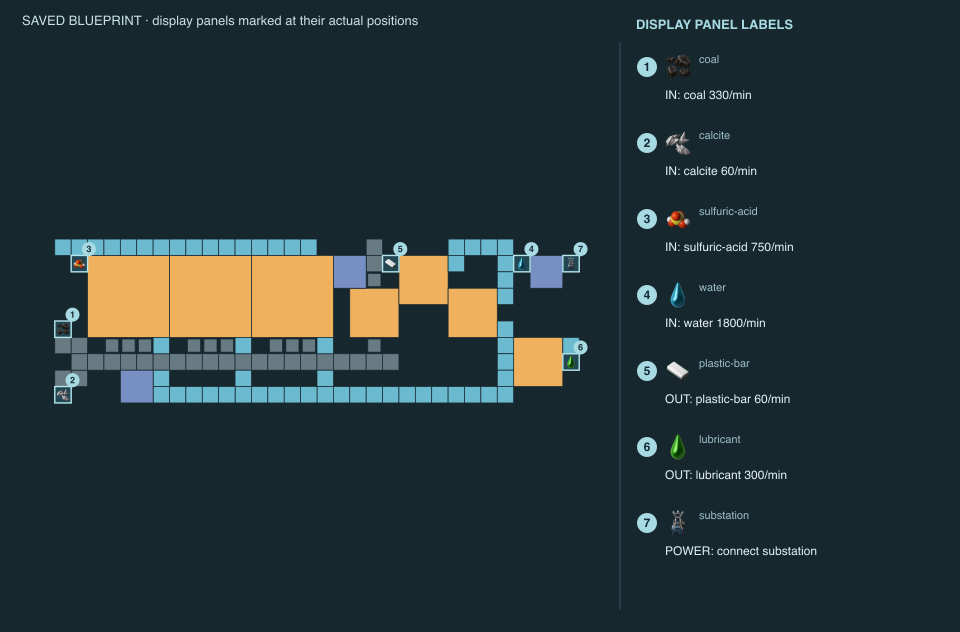 SAVED BLUEPRINT · display panels marked at their actual positions
DISPLAY PANEL LABELS
1 coal
IN: coal 330/min
2 calcite
IN: calcite 60/min
3 sulfuric-acid
IN: sulfuric-acid 750/min
4 water
IN: water 1800/min
5 plastic-bar
OUT: plastic-bar 60/min
6 lubricant
OUT: lubricant 300/min
7 substation
POWER: connect substation
3
5
4
7
1
6
2